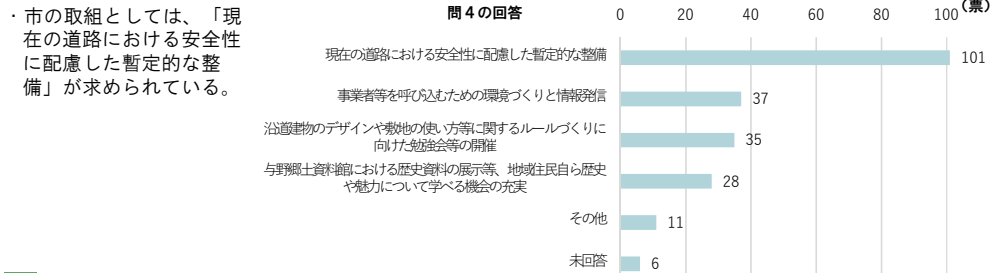 ・市の取組としては、「現
在の道路における安全性
に配慮した暫定的な整
備」が求められている。
問４の回答
0 20 40 60 80 100 (票)
現在の道路における安全性に配慮した暫定的な整備 101
事業者等を呼び込むための環境づくりと情報発信 37
沿道建物のデザインや敷地の使い方等に関するルールづくりに
向けた勉強会等の開催 35
与野郷土資料館における歴史資料の展示等、地域住民自ら歴史
や魅力について学べる機会の充実 28
その他 11
未回答 6